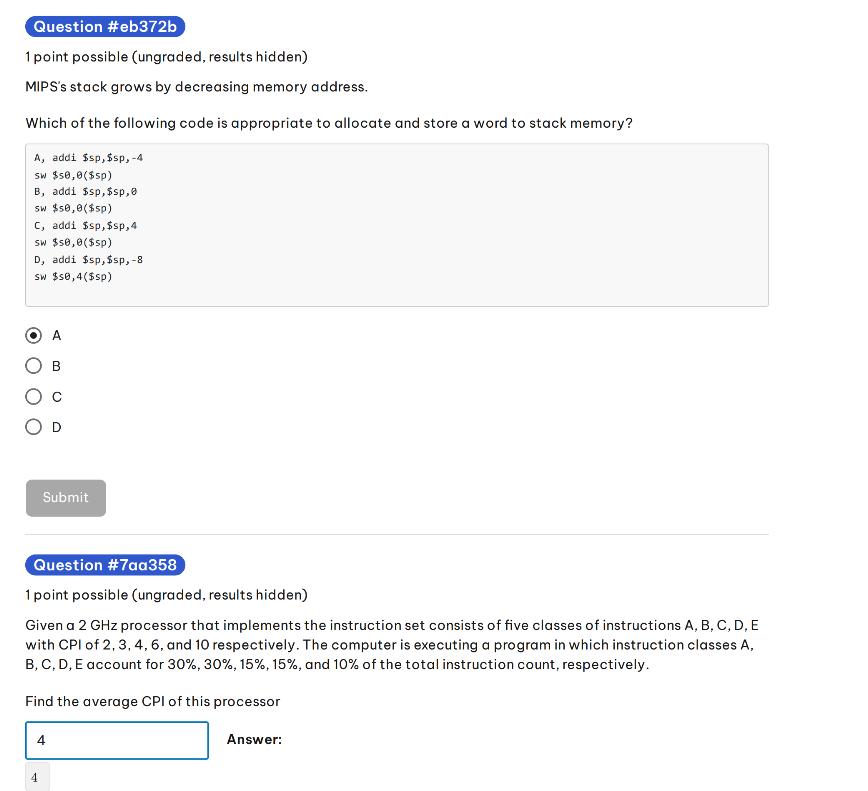 Question #eb372b
1 point possible (ungraded, results hidden)
MIPS's stack grows by decreasing memory address.
Which of the following code is appropriate to allocate and store a word to stack memory?
A, addi $sp,$sp,-4
sw $s0,0($sp)
B, addi $sp,$sp,0
sw $s0,0($sp)
C, addi $sp,$sp,4
sw $s0,0($sp)
D, addi $sp,$sp,-8
sw $s0,4($sp)
A
B
C
D
Submit
Question #7aa358
1 point possible (ungraded, results hidden)
Given a 2 GHz processor that implements the instruction set consists of five classes of instructions A, B, C, D, E
with CPI of 2, 3, 4, 6, and 10 respectively. The computer is executing a program in which instruction classes A,
B, C, D, E account for 30%, 30%, 15%, 15%, and 10% of the total instruction count, respectively.
Find the average CPI of this processor
4 Answer:
4